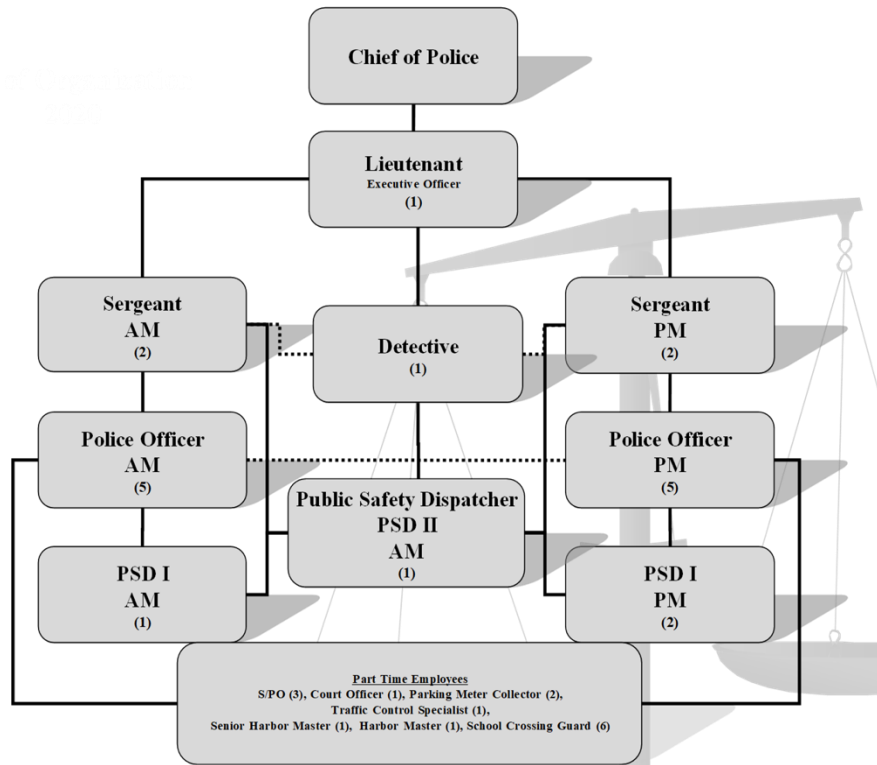 Chief of Police
Lieutenant
Executive Officer
(1)
Sergeant
AM
(2)
Detective
(1)
Sergeant
PM
(2)
Police Officer
AM
(5)
Police Officer
PM
(5)
Public Safety Dispatcher
PSD II
AM
(1)
PSD I
AM
(1)
PSD I
PM
(2)
Part Time Employees
S/PO (3), Court Officer (1), Parking Meter Collector (2),
Traffic Control Specialist (1),
Senior Harbor Master (1), Harbor Master (1), School Crossing Guard (6)